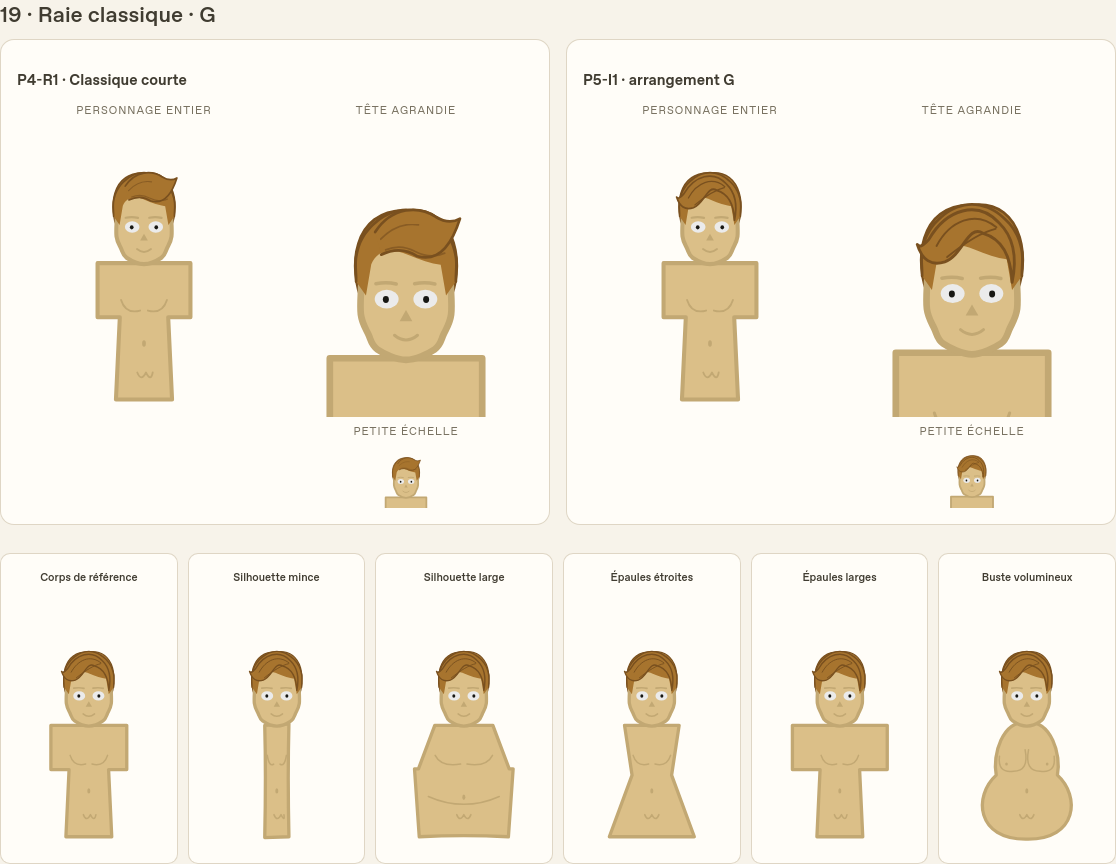 19 · Raie classique · G
P4-R1 · Classique courte
PERSONNAGE ENTIER
TÊTE AGRANDIE
PETITE ÉCHELLE
P5-I1 · arrangement G
PERSONNAGE ENTIER
TÊTE AGRANDIE
PETITE ÉCHELLE
Corps de référence
Silhouette mince
Silhouette large
Épaules étroites
Épaules larges
Buste volumineux